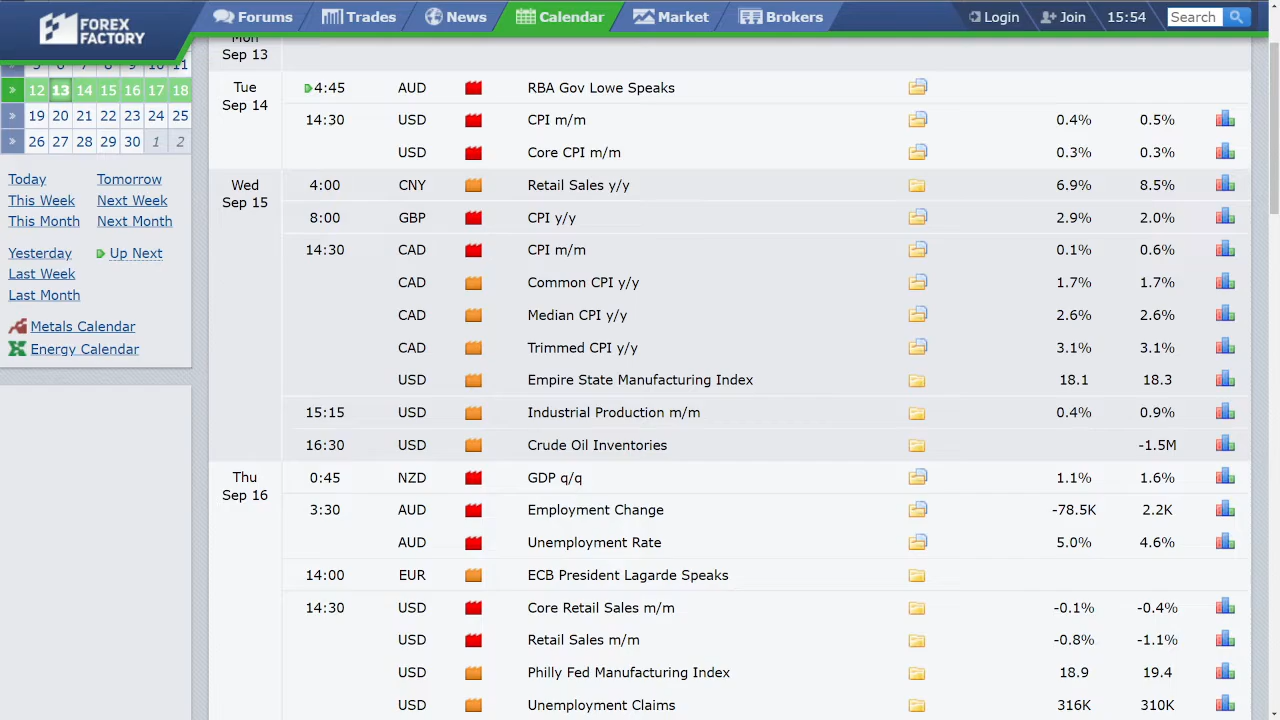 FOREX FACTORY
Forums Trades News Calendar Market Brokers Login Join 15:54 Search
5 6 7 8 9 10 11
» 12 13 14 15 16 17 18
» 19 20 21 22 23 24 25
» 26 27 28 29 30 1 2
Today Tomorrow
This Week Next Week
This Month Next Month
Yesterday Up Next
Last Week
Last Month
Metals Calendar
Energy Calendar
Mon
Sep 13
Tue
Sep 14
4:45 AUD RBA Gov Lowe Speaks
14:30 USD CPI m/m 0.4% 0.5%
USD Core CPI m/m 0.3% 0.3%
Wed
Sep 15
4:00 CNY Retail Sales y/y 6.9% 8.5%
8:00 GBP CPI y/y 2.9% 2.0%
14:30 CAD CPI m/m 0.1% 0.6%
CAD Common CPI y/y 1.7% 1.7%
CAD Median CPI y/y 2.6% 2.6%
CAD Trimmed CPI y/y 3.1% 3.1%
USD Empire State Manufacturing Index 18.1 18.3
15:15 USD Industrial Production m/m 0.4% 0.9%
16:30 USD Crude Oil Inventories -1.5M
Thu
Sep 16
0:45 NZD GDP q/q 1.1% 1.6%
3:30 AUD Employment Change -78.5K 2.2K
AUD Unemployment Rate 5.0% 4.6%
14:00 EUR ECB President Lagarde Speaks
14:30 USD Core Retail Sales m/m -0.1% -0.4%
USD Retail Sales m/m -0.8% -1.1%
USD Philly Fed Manufacturing Index 18.9 19.4
USD Unemployment Claims 316K 310K